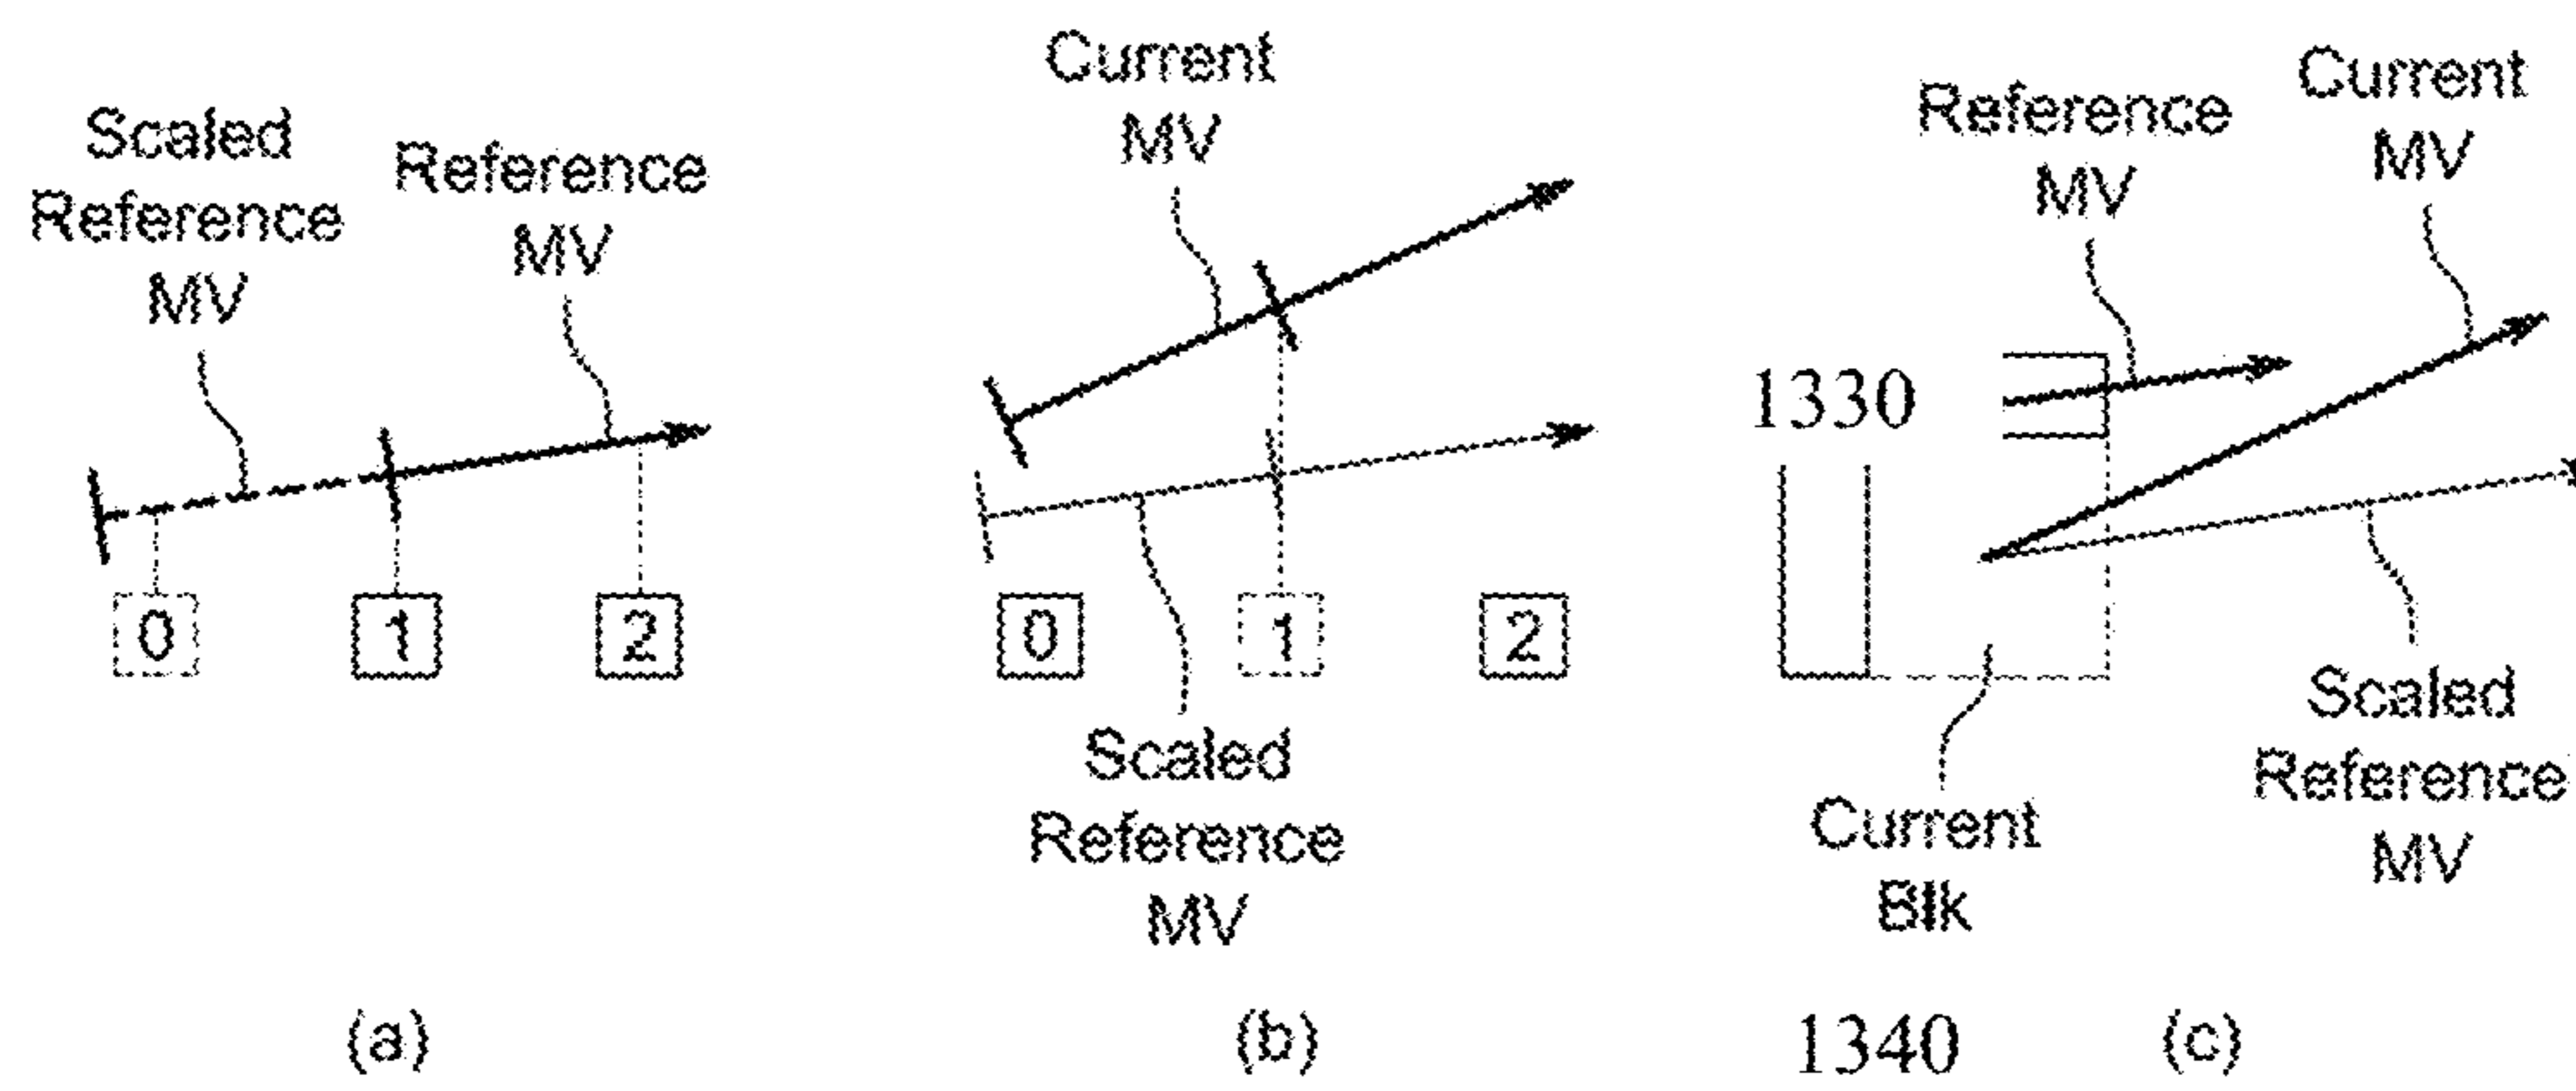 Scaled
Reference
MV
Reference
MV
0
1
2
(a)
Current
MV
0
1
2
Scaled
Reference
MV
(b)
Reference
MV
Current
MV
1330
Scaled
Reference
MV
Current
Blk
1340
(c)